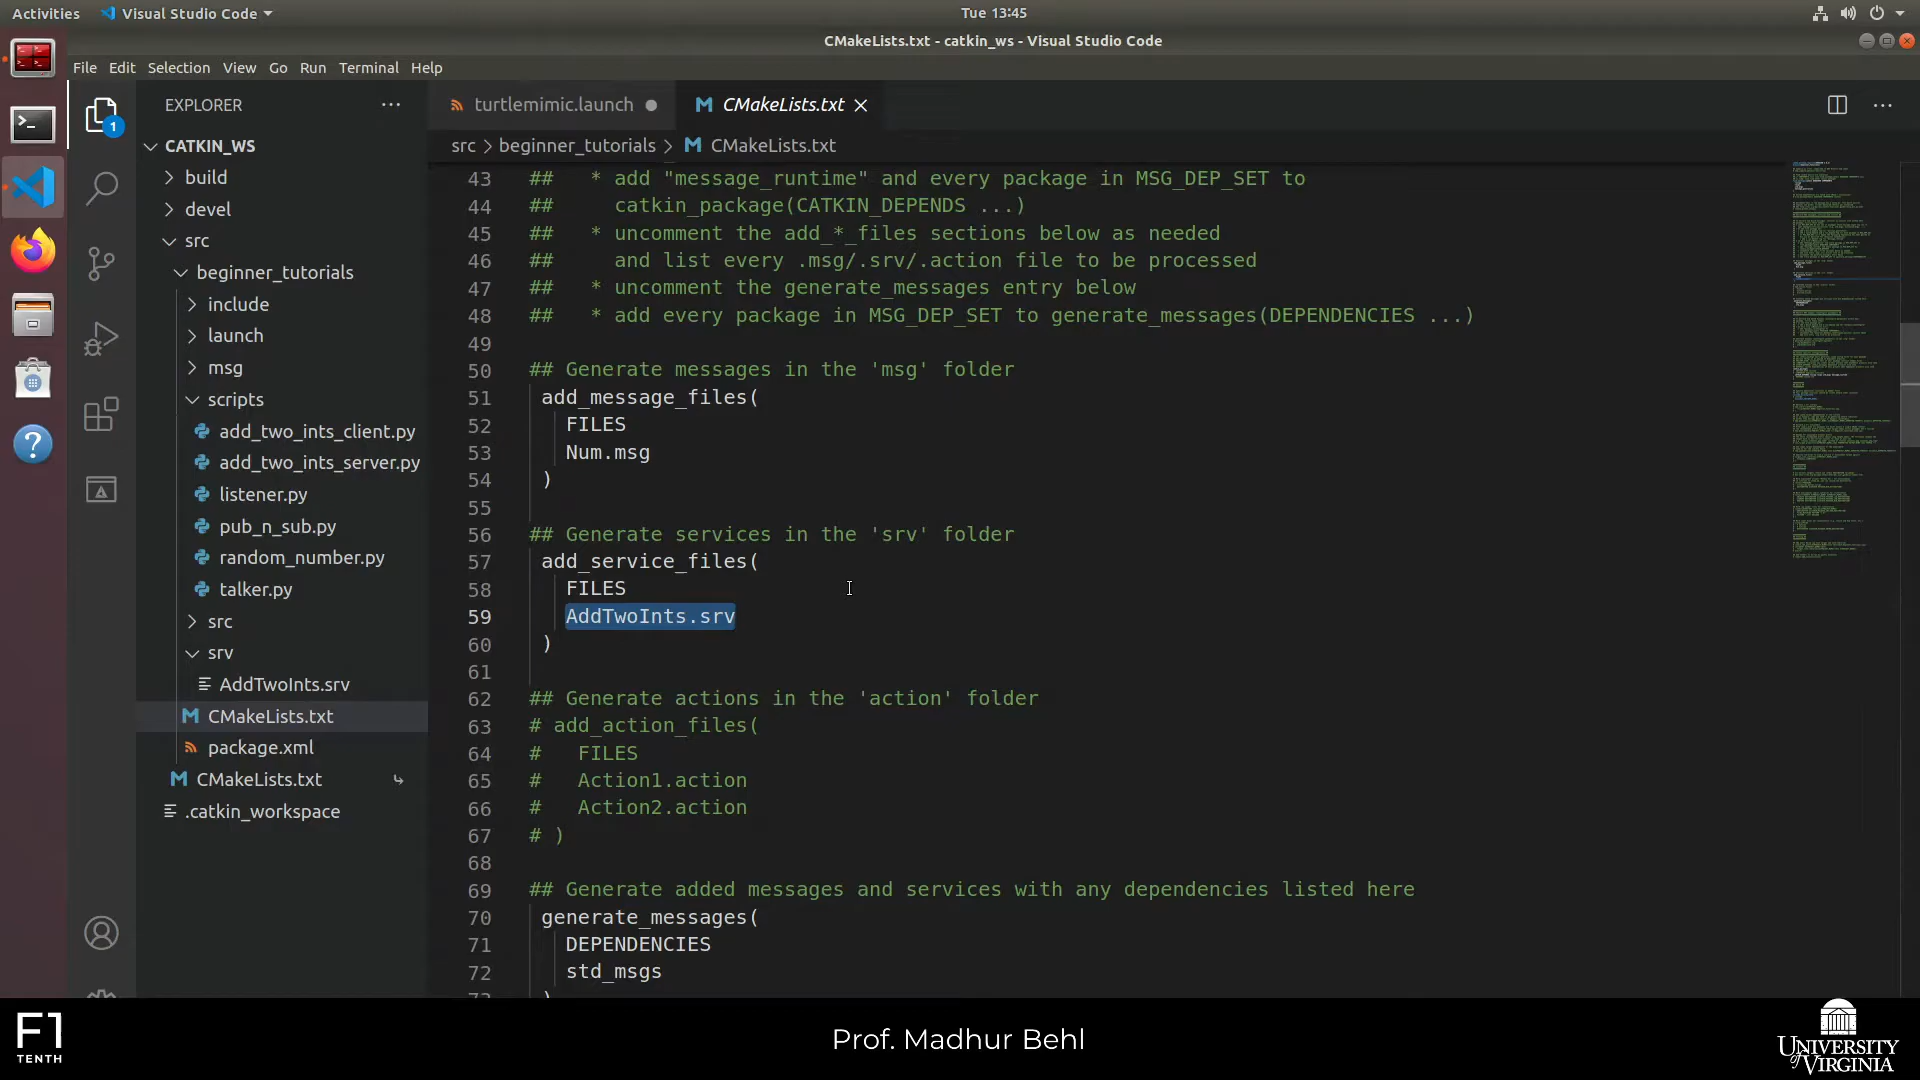 Activities
Visual Studio Code
Tue 13:45
CMakeLists.txt - catkin_ws - Visual Studio Code
File Edit Selection View Go Run Terminal Help
EXPLORER
1
CATKIN_WS
build
devel
src
beginner_tutorials
include
launch
msg
scripts
add_two_ints_client.py
add_two_ints_server.py
listener.py
pub_n_sub.py
random_number.py
talker.py
src
srv
AddTwoInts.srv
CMakeLists.txt
package.xml
CMakeLists.txt
.catkin_workspace
turtlemimic.launch
CMakeLists.txt
src > beginner_tutorials > CMakeLists.txt
43 ## * add "message_runtime" and every package in MSG_DEP_SET to
44 ## catkin_package(CATKIN_DEPENDS ...)
45 ## * uncomment the add_*_files sections below as needed
46 ## and list every .msg/.srv/.action file to be processed
47 ## * uncomment the generate_messages entry below
48 ## * add every package in MSG_DEP_SET to generate_messages(DEPENDENCIES ...)
49
50 ## Generate messages in the 'msg' folder
51 add_message_files(
52 FILES
53 Num.msg
54 )
55
56 ## Generate services in the 'srv' folder
57 add_service_files(
58 FILES
59 AddTwoInts.srv
60 )
61
62 ## Generate actions in the 'action' folder
63 # add_action_files(
64 # FILES
65 # Action1.action
66 # Action2.action
67 # )
68
69 ## Generate added messages and services with any dependencies listed here
70 generate_messages(
71 DEPENDENCIES
72 std_msgs
F1
TENTH
Prof. Madhur Behl
UNIVERSITY
of VIRGINIA